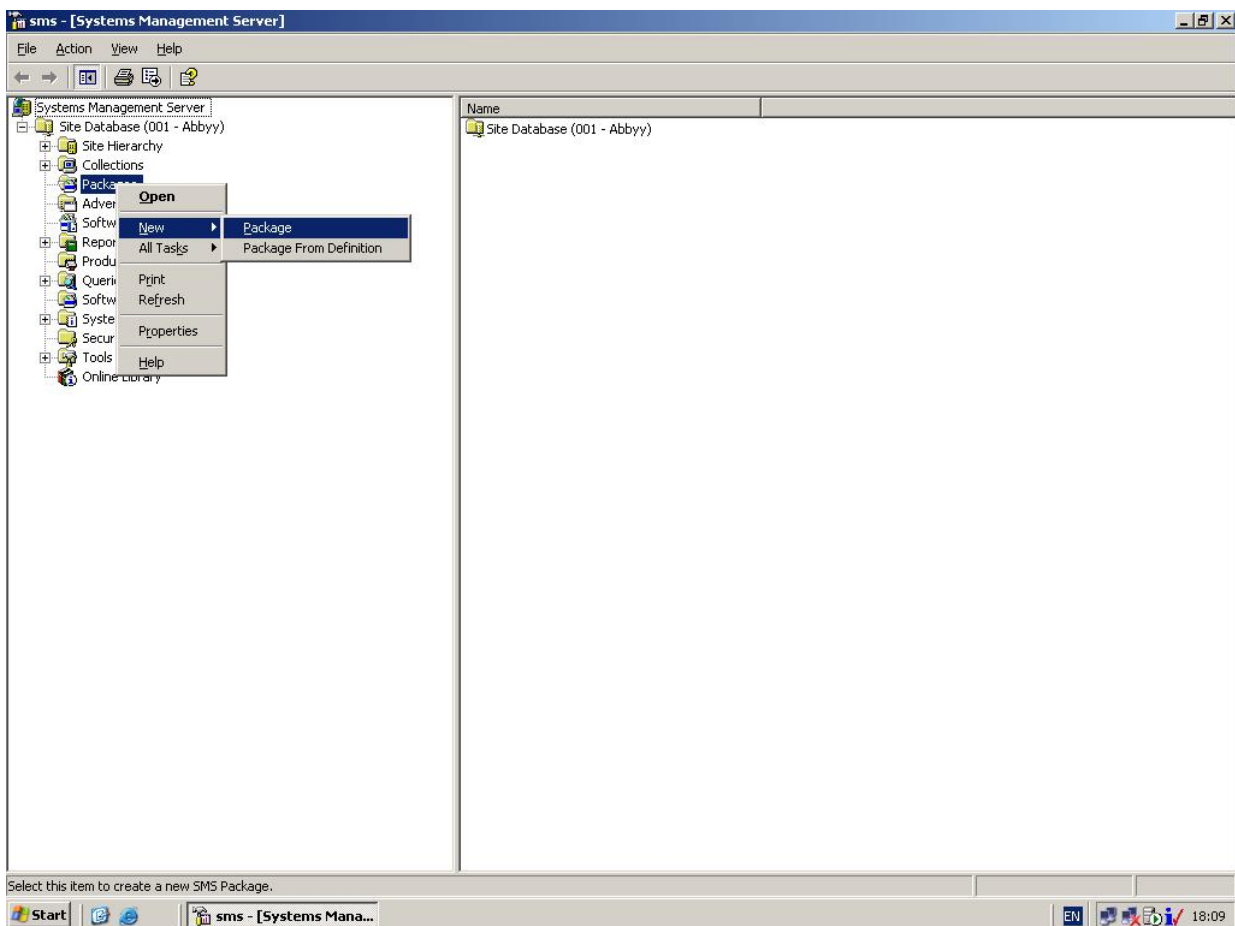 sms - [Systems Management Server]
File Action View Help
Systems Management Server
Site Database (001 - Abbyy)
Site Hierarchy
Collections
Packages
Adver
Softw
Repor
Produ
Queri
Softw
Syste
Secur
Tools
Online Library
Open
New
All Tasks
Print
Refresh
Properties
Help
Package
Package From Definition
Name
Site Database (001 - Abbyy)
Select this item to create a new SMS Package.
Start
sms - [Systems Mana...
EN
18:09